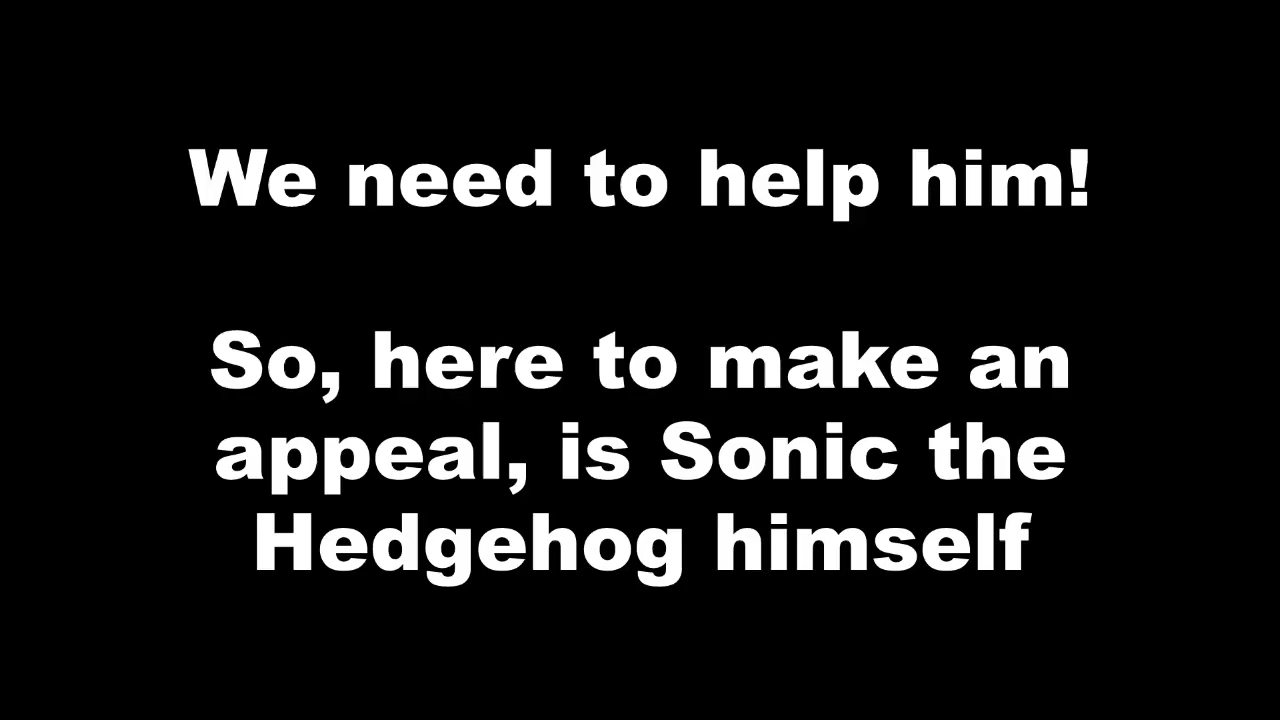 We need to help him!
So, here to make an
appeal, is Sonic the
Hedgehog himself